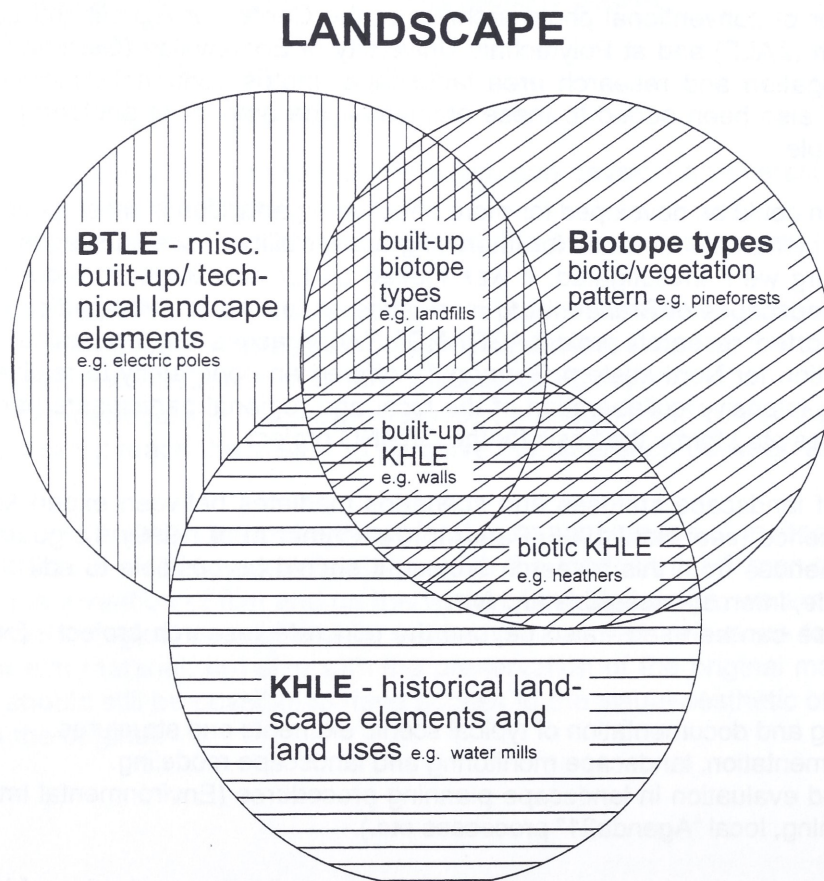 LANDSCAPE
BTLE - misc.
built-up/ tech-
nical landscape
elements
e.g. electric poles
built-up
biotope
types
e.g. landfills
Biotope types
biotic/vegetation
pattern e.g. pineforests
built-up
KHLE
e.g. walls
biotic KHLE
e.g. heathers
KHLE - historical land-
scape elements and
land uses e.g. water mills